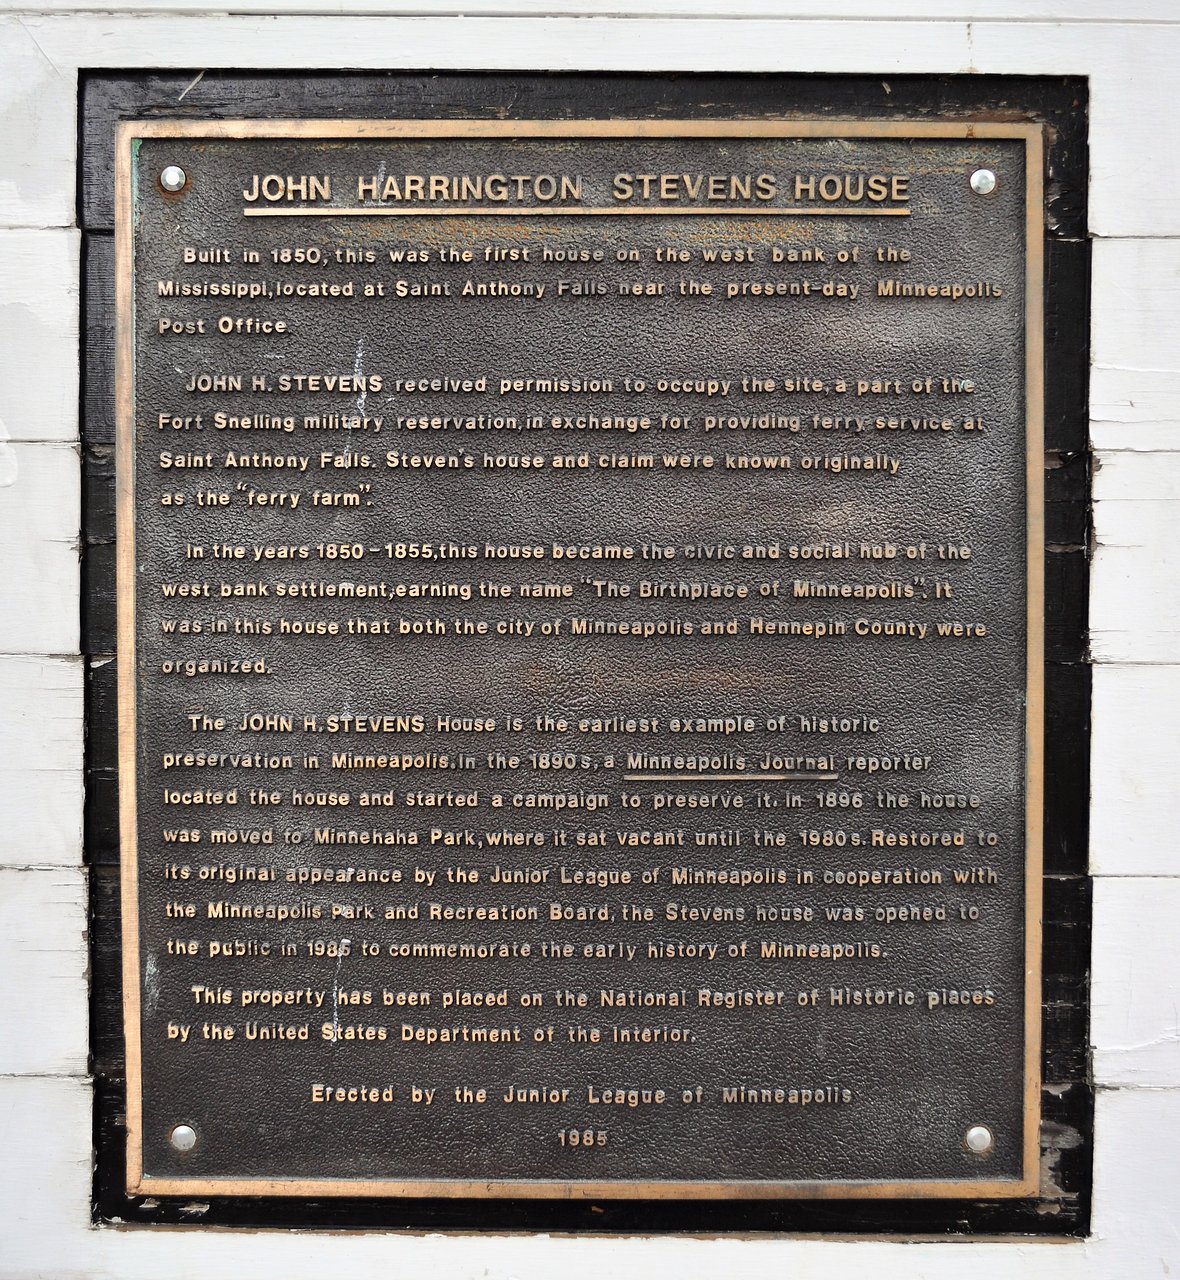 JOHN HARRINGTON STEVENS HOUSE
Built in 1850, this was the first house on the west bank of the
Mississippi, located at Saint Anthony Falls near the present-day Minneapolis
Post Office
JOHN H. STEVENS received permission to occupy the site, a part of the
Fort Snelling military reservation, in exchange for providing ferry service at
Saint Anthony Falls. Steven's house and claim were known originally
as the "ferry farm".
In the years 1850-1855, this house became the civic and social hub of the
west bank settlement, earning the name "The Birthplace of Minneapolis". It
was in this house that both the city of Minneapolis and Hennepin County were
organized.
The JOHN H. STEVENS House is the earliest example of historic
preservation in Minneapolis. In the 1890's, a Minneapolis Journal reporter
located the house and started a campaign to preserve it. In 1896 the house
was moved to Minnehaha Park, where it sat vacant until the 1980s. Restored to
its original appearance by the Junior League of Minneapolis in cooperation with
the Minneapolis Park and Recreation Board, the Stevens house was opened to
the public in 1985 to commemorate the early history of Minneapolis.
This property has been placed on the National Register of Historic places
by the United States Department of the Interior.
Erected by the Junior League of Minneapolis
1985